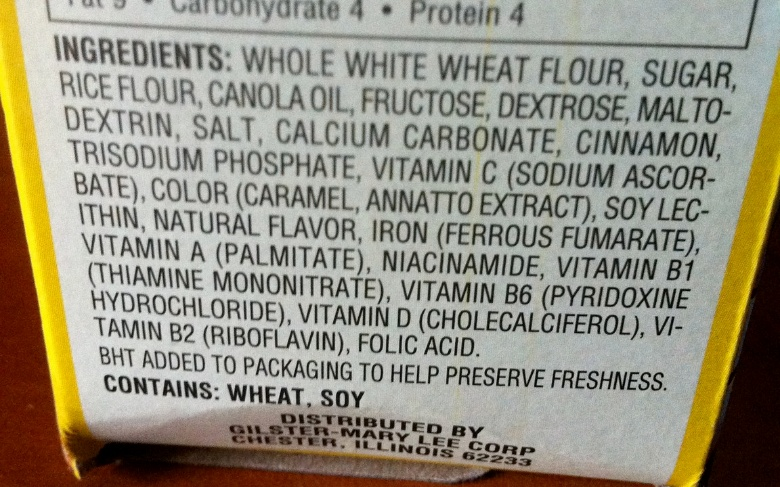 Fat 9 • Carbohydrate 4 • Protein 4
INGREDIENTS: WHOLE WHITE WHEAT FLOUR, SUGAR,
RICE FLOUR, CANOLA OIL, FRUCTOSE, DEXTROSE, MALTO-
DEXTRIN, SALT, CALCIUM CARBONATE, CINNAMON,
TRISODIUM PHOSPHATE, VITAMIN C (SODIUM ASCOR-
BATE), COLOR (CARAMEL, ANNATTO EXTRACT), SOY LEC-
ITHIN, NATURAL FLAVOR, IRON (FERROUS FUMARATE),
VITAMIN A (PALMITATE), NIACINAMIDE, VITAMIN B1
(THIAMINE MONONITRATE), VITAMIN B6 (PYRIDOXINE
HYDROCHLORIDE), VITAMIN D (CHOLECALCIFEROL), VI-
TAMIN B2 (RIBOFLAVIN), FOLIC ACID.
BHT ADDED TO PACKAGING TO HELP PRESERVE FRESHNESS.
CONTAINS: WHEAT, SOY
DISTRIBUTED BY
GILSTER-MARY LEE CORP
CHESTER, ILLINOIS 62233